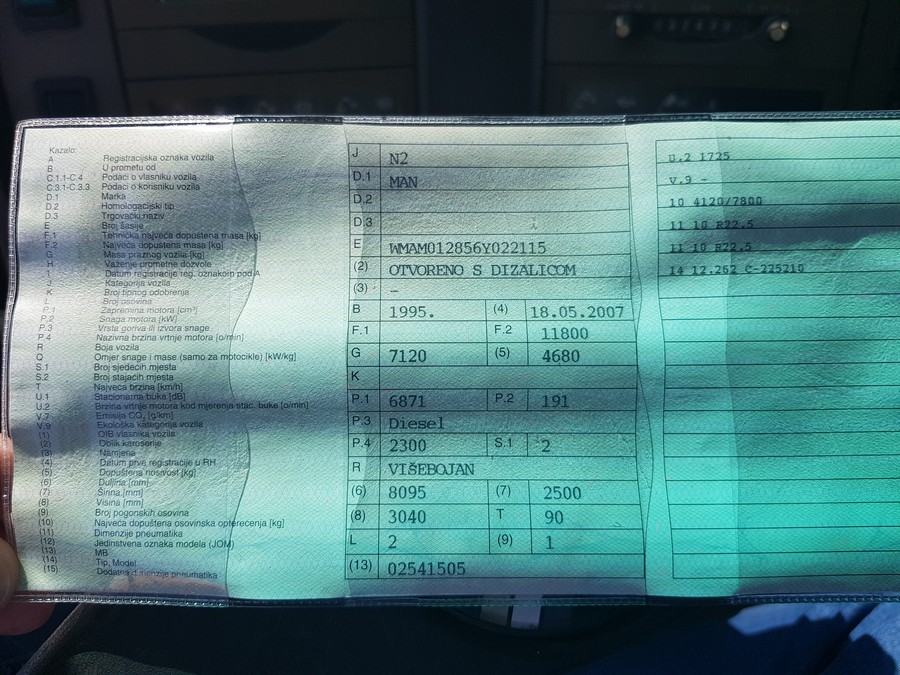 Kazalo:
A Registracijska oznaka vozila
B U prometu od
C.1.1-C.4 Podaci o vlasniku vozila
C.3.1-C.3.3 Podaci o korisniku vozila
D.1 Marka
D.2 Homologacijski tip
D.3 Trgovački naziv
E Broj šasije
F.1 Tehnička najveća dopuštena masa [kg]
F.2 Najveća dopuštena masa [kg]
G Masa praznog vozila [kg]
H Važenje prometne dozvole
I Datum registracije reg. oznakom pod A
J Kategorija vozila
K Broj tipnog odobrenja
L Broj osovina
P.1 Zapremina motora [cm³]
P.2 Snaga motora [kW]
P.3 Vrsta goriva ili izvora snage
P.4 Nazivna brzina vrtnje motora [o/min]
R Boja vozila
Q Omjer snage i mase (samo za motocikle) [kW/kg]
S.1 Broj sjedećih mjesta
S.2 Broj stajaćih mjesta
T Najveća brzina [km/h]
U.1 Stacionarna buka [dB]
U.2 Brzina vrtnje motora kod mjerenja stac. buke [o/min]
V.7 Emisija CO₂ [g/km]
V.9 Ekološka kategorija vozila
(1) OIB vlasnika vozila
(2) Oblik karoserije
(3) Namjena
(4) Datum prve registracije u RH
(5) Dopuštena nosivost [kg]
(6) Duljina [mm]
(7) Širina [mm]
(8) Visina [mm]
(9) Broj pogonskih osovina
(10) Najveća dopuštena osovinska opterećenja [kg]
(11) Dimenzije pneumatika
(12) Jedinstvena oznaka modela (JOM)
(13) MB
(14) Tip, Model
(15) Dodatne dimenzije pneumatika
J N2
D.1 MAN
D.2
D.3
E WMAM012856Y022115
(2) OTVORENO S DIZALICOM
(3) –
B 1995. (4) 18.05.2007
F.1 F.2 11800
G 7120 (5) 4680
K
P.1 6871 P.2 191
P.3 Diesel
P.4 2300 S.1 2
R VIŠEBOJAN
(6) 8095 (7) 2500
(8) 3040 T 90
L 2 (9) 1
(13) 02541505
U.2 1725
V.9 -
10 4120/7800
11 10 R22.5
11 10 R22.5
14 12.262 C-225210